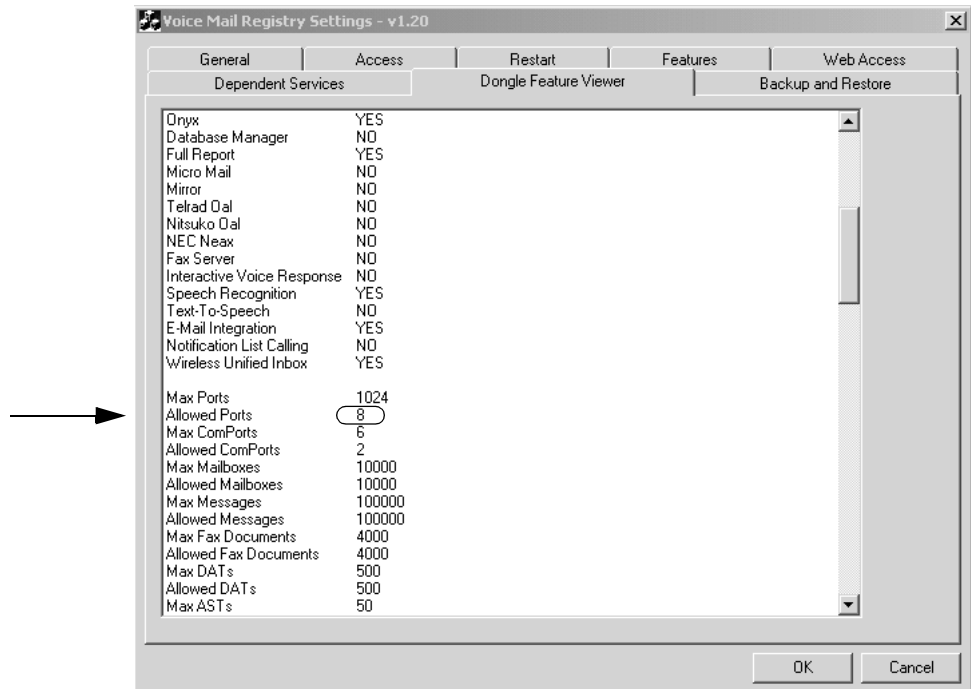 Voice Mail Registry Settings - v1.20
General Access Restart Features Web Access
Dependent Services Dongle Feature Viewer Backup and Restore
Onyx YES
Database Manager NO
Full Report YES
Micro Mail NO
Mirror NO
Telrad Oal NO
Nitsuko Oal NO
NEC Neax NO
Fax Server NO
Interactive Voice Response NO
Speech Recognition YES
Text-To-Speech NO
E-Mail Integration YES
Notification List Calling NO
Wireless Unified Inbox YES
Max Ports 1024
Allowed Ports 8
Max ComPorts 6
Allowed ComPorts 2
Max Mailboxes 10000
Allowed Mailboxes 10000
Max Messages 100000
Allowed Messages 100000
Max Fax Documents 4000
Allowed Fax Documents 4000
Max DATs 500
Allowed DATs 500
Max ASTs 50
OK Cancel